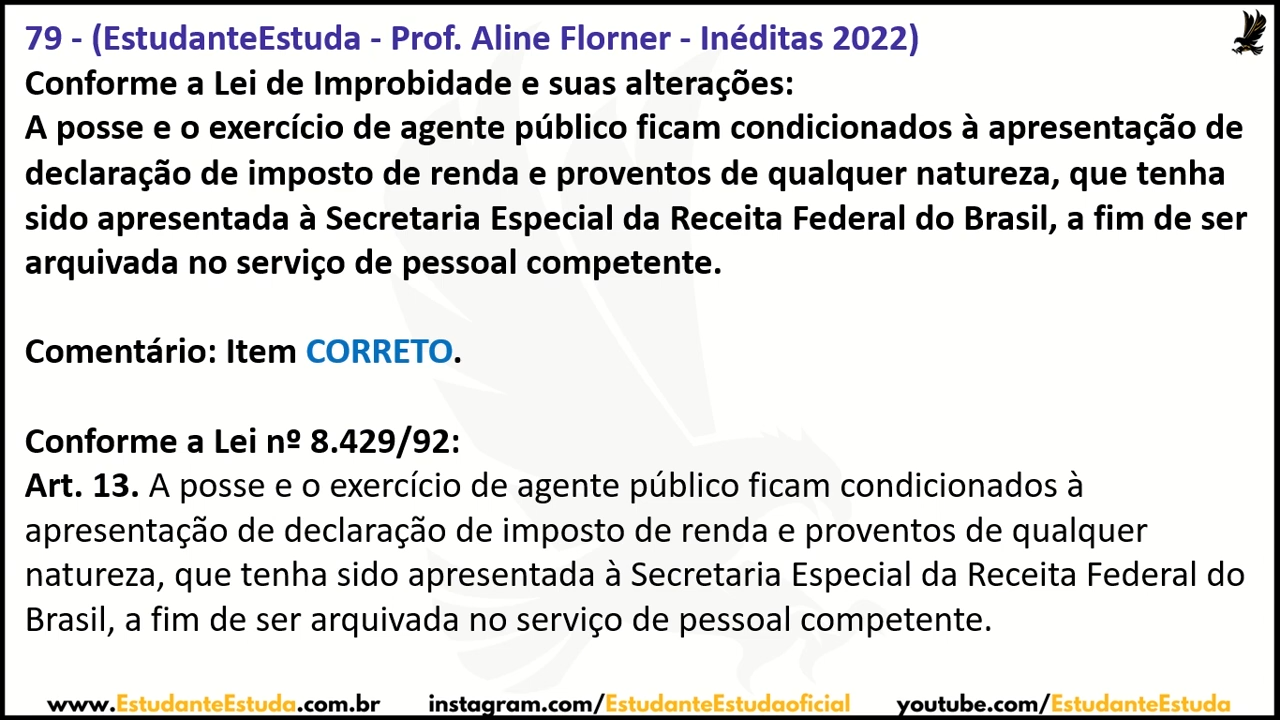 79 - (EstudanteEstuda - Prof. Aline Florner - Inéditas 2022)
Conforme a Lei de Improbidade e suas alterações:
A posse e o exercício de agente público ficam condicionados à apresentação de
declaração de imposto de renda e proventos de qualquer natureza, que tenha
sido apresentada à Secretaria Especial da Receita Federal do Brasil, a fim de ser
arquivada no serviço de pessoal competente.
Comentário: Item CORRETO.
Conforme a Lei nº 8.429/92:
Art. 13. A posse e o exercício de agente público ficam condicionados à
apresentação de declaração de imposto de renda e proventos de qualquer
natureza, que tenha sido apresentada à Secretaria Especial da Receita Federal do
Brasil, a fim de ser arquivada no serviço de pessoal competente.
www.EstudanteEstuda.com.br instagram.com/EstudanteEstudaoficial youtube.com/EstudanteEstuda